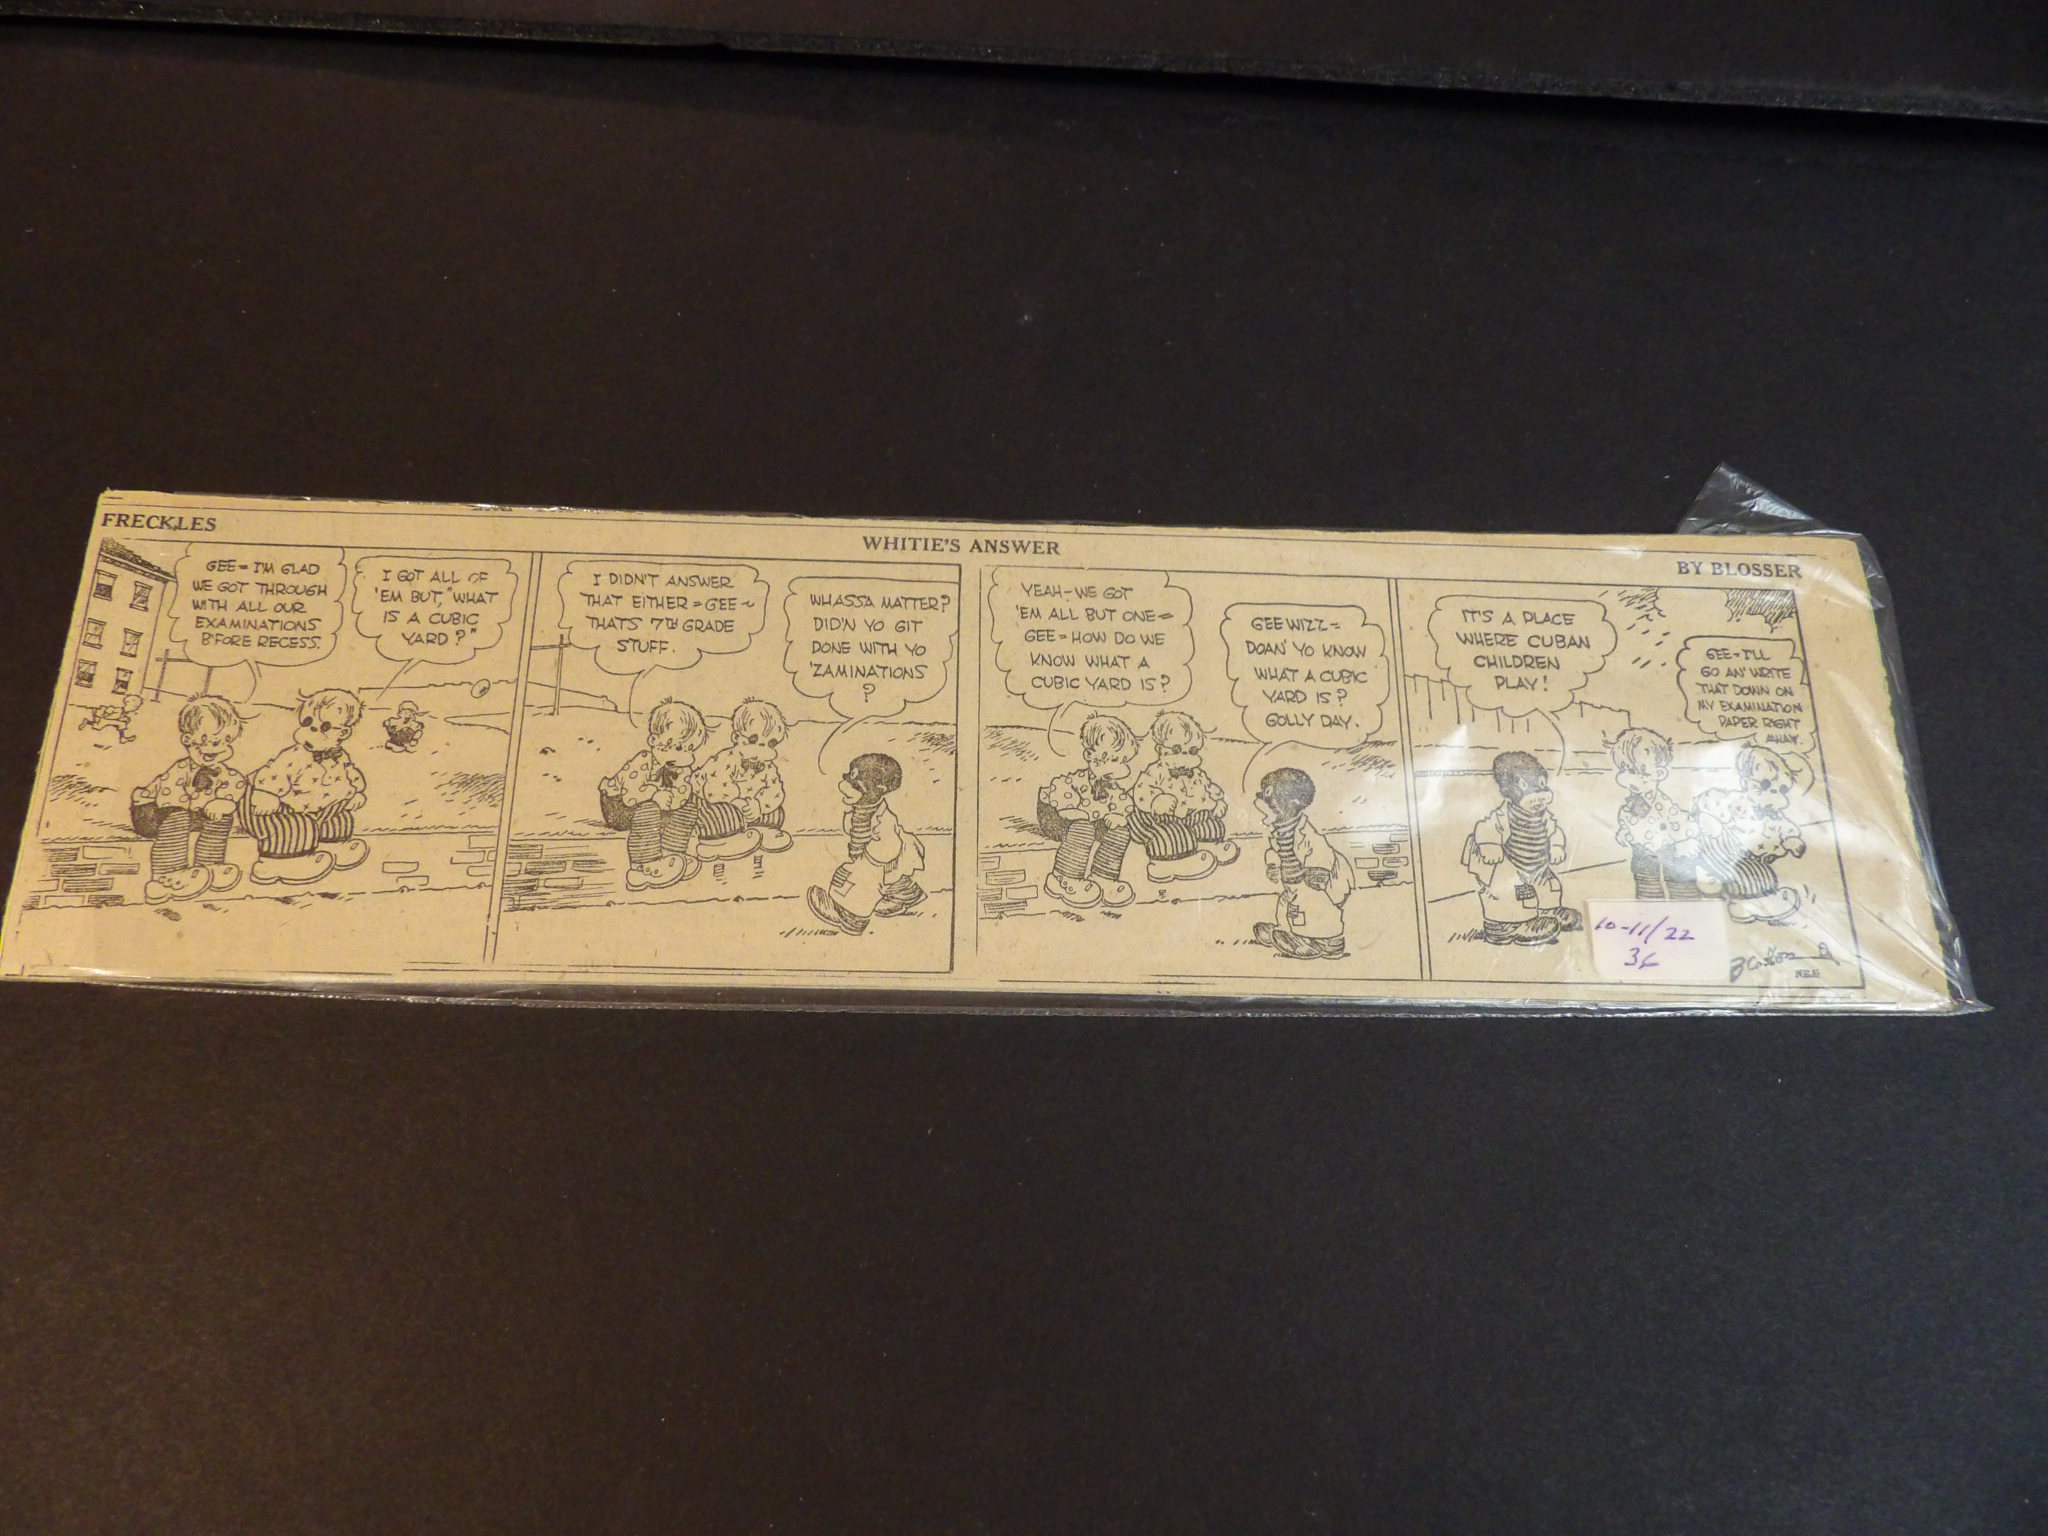 FRECKLES
WHITIE'S ANSWER
BY BLOSSER
GEE = I'M GLAD
WE GOT THROUGH
WITH ALL OUR
EXAMINATIONS
B'FORE RECESS.
I GOT ALL OF
'EM BUT, "WHAT
IS A CUBIC
YARD?"
I DIDN'T ANSWER
THAT EITHER = GEE ~
THATS 7TH GRADE
STUFF.
WHASSA MATTER?
DID'N YO GIT
DONE WITH YO
'ZAMINATIONS
?
YEAH - WE GOT
'EM ALL BUT ONE =
GEE = HOW DO WE
KNOW WHAT A
CUBIC YARD IS?
GEE WIZZ =
DOAN' YO KNOW
WHAT A CUBIC
YARD IS?
GOLLY DAY.
IT'S A PLACE
WHERE CUBAN
CHILDREN
PLAY!
GEE - I'LL
GO AN' WRITE
THAT DOWN ON
MY EXAMINATION
PAPER RIGHT
AWAY.
10-11/22
BLOSSER
NEA